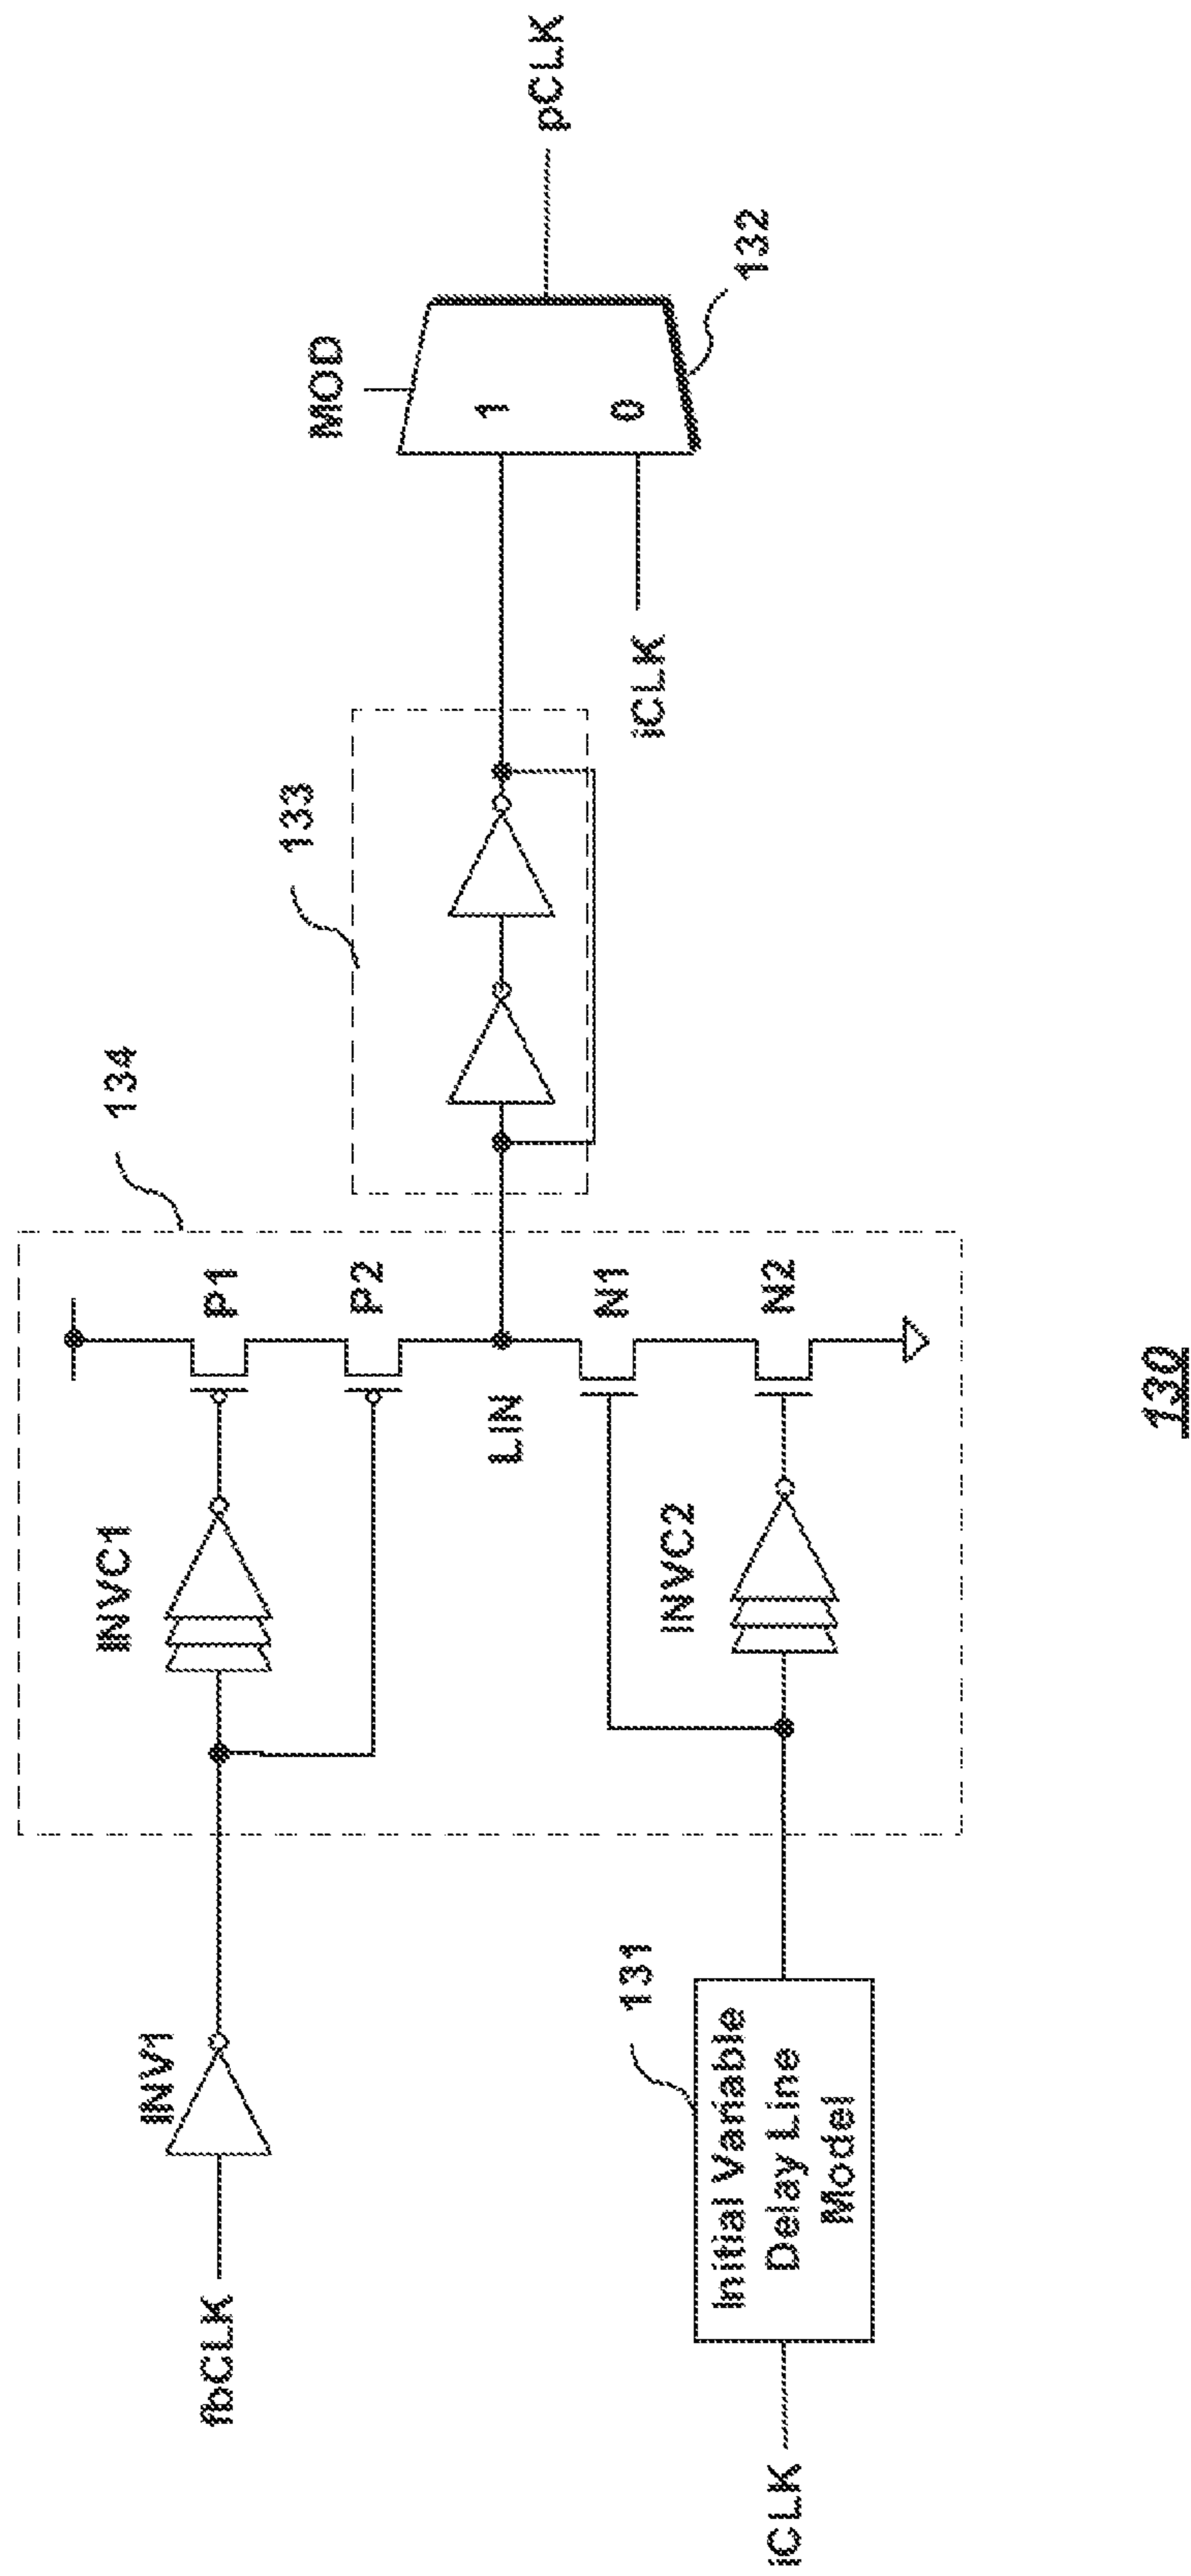 fbCLK
INV1
INVC1
134
P1
P2
LIN
N1
N2
INVC2
iCLK
131
Initial Variable
Delay Line
Model
133
iCLK
MOD
1
0
132
pCLK
130